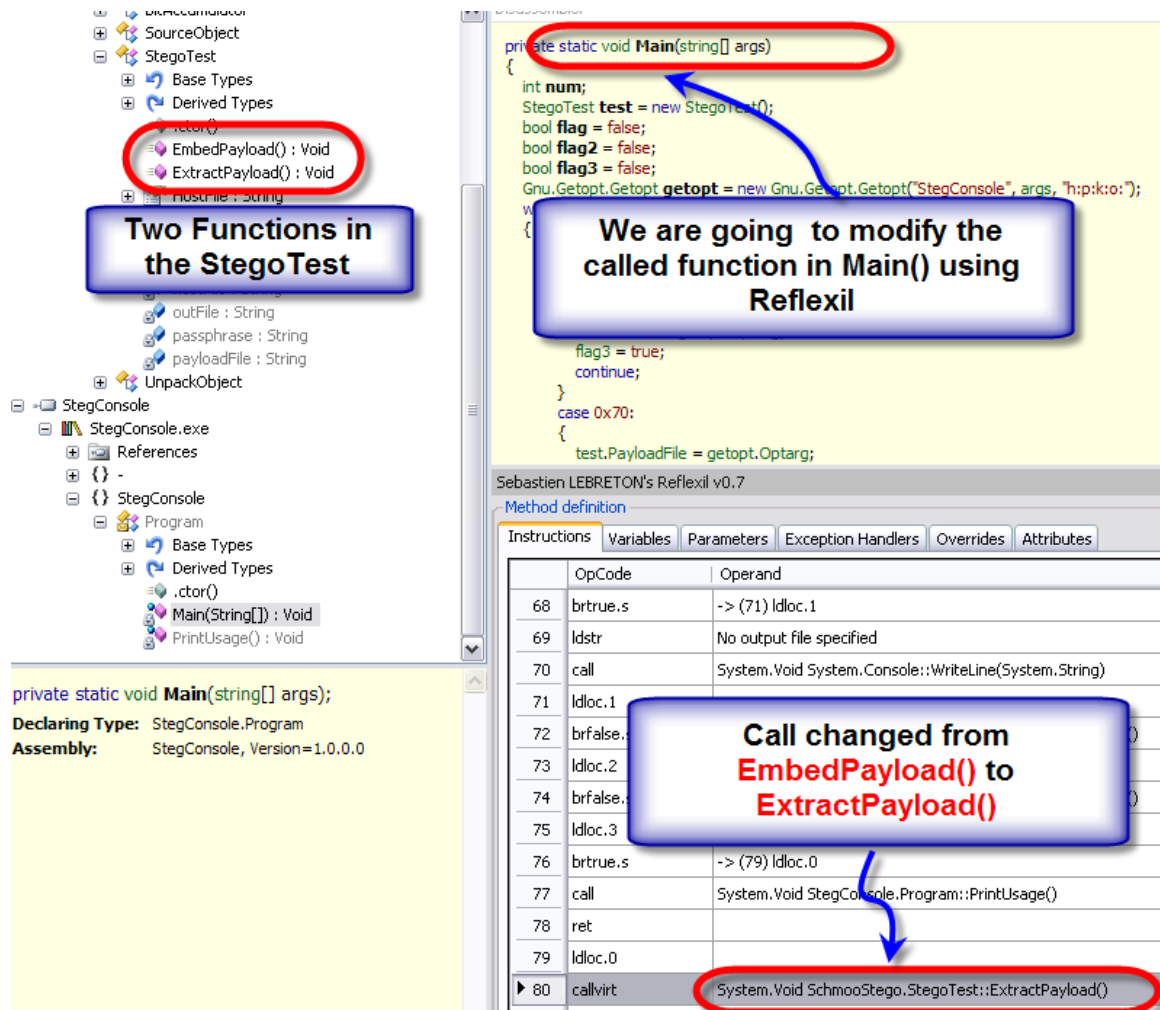 SourceObject
StegoTest
Base Types
Derived Types
.ctor()
EmbedPayload() : Void
ExtractPayload() : Void
HostFile : String
Two Functions in
the StegoTest
outFile : String
passphrase : String
payloadFile : String
UnpackObject
StegConsole
StegConsole.exe
References
{} -
{} StegConsole
Program
Base Types
Derived Types
.ctor()
Main(String[]) : Void
PrintUsage() : Void
private static void Main(string[] args);
Declaring Type: StegConsole.Program
Assembly: StegConsole, Version=1.0.0.0
private static void Main(string[] args)
{
int num;
StegoTest test = new StegoTest();
bool flag = false;
bool flag2 = false;
bool flag3 = false;
Gnu.Getopt.Getopt getopt = new Gnu.Getopt.Getopt("StegConsole", args, "h:p:k:o:");
{
We are going to modify the
called function in Main() using
Reflexil
flag3 = true;
continue;
}
case 0x70:
{
test.PayloadFile = getopt.Optarg;
Sebastien LEBRETON's Reflexil v0.7
Method definition
Instructions Variables Parameters Exception Handlers Overrides Attributes
OpCode Operand
68 brtrue.s -> (71) ldloc.1
69 ldstr No output file specified
70 call System.Void System.Console::WriteLine(System.String)
71 ldloc.1
72 brfalse.
73 ldloc.2
74 brfalse.
75 ldloc.3
76 brtrue.s -> (79) ldloc.0
77 call System.Void StegConsole.Program::PrintUsage()
78 ret
79 ldloc.0
80 callvirt System.Void SchmooStego.StegoTest::ExtractPayload()
Call changed from
EmbedPayload() to
ExtractPayload()